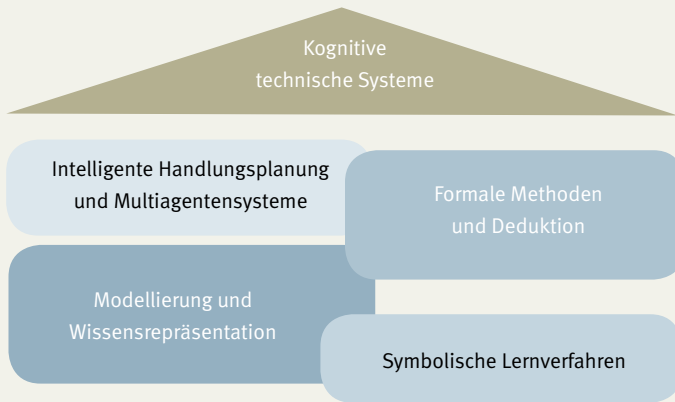 Kognitive
technische Systeme
Intelligente Handlungsplanung
und Multiagentensysteme
Formale Methoden
und Deduktion
Modellierung und
Wissensrepräsentation
Symbolische Lernverfahren